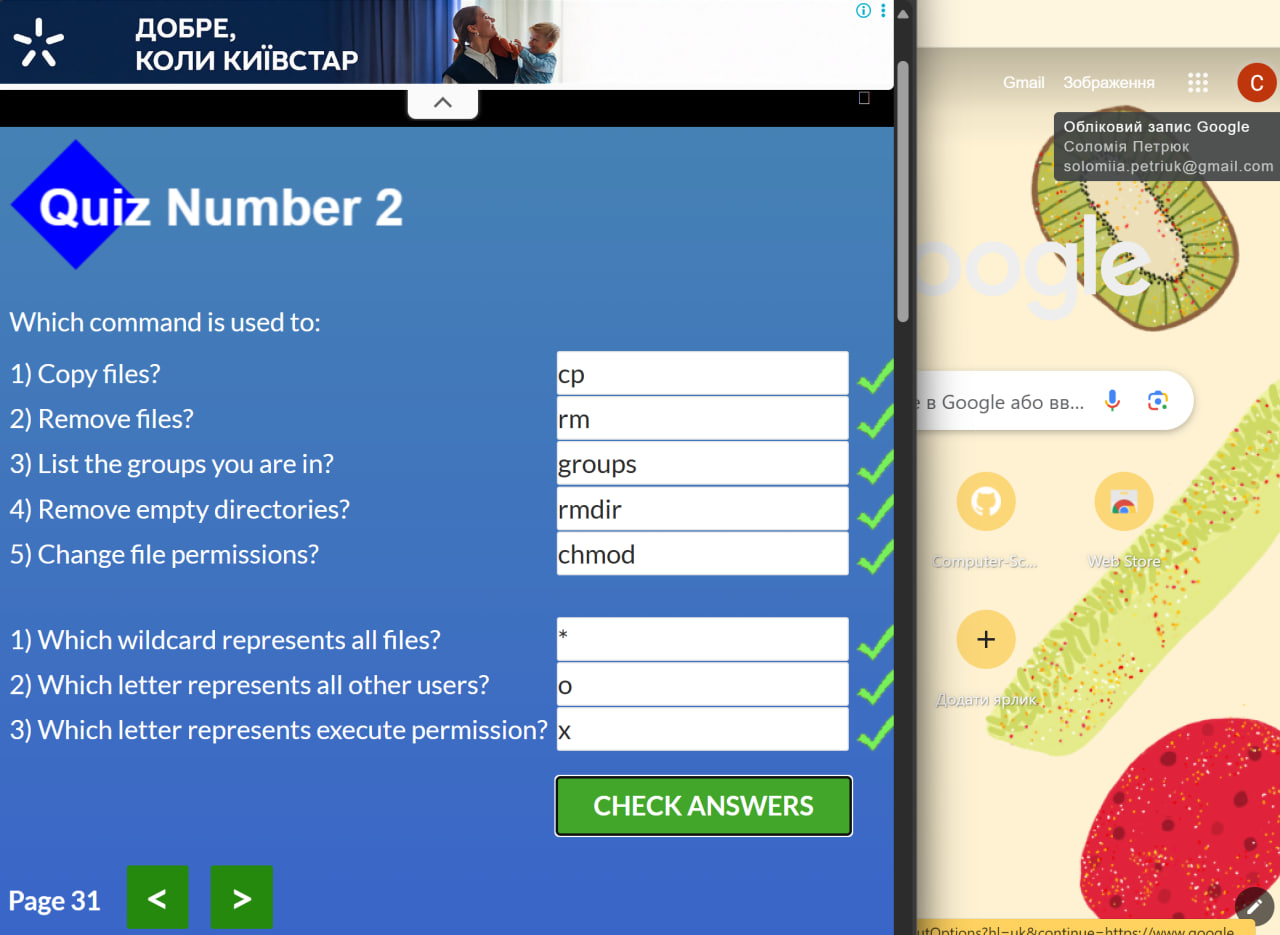 ДОБРЕ,
КОЛИ КИЇВСТАР
Quiz Number 2
Which command is used to:
1) Copy files? cp
2) Remove files? rm
3) List the groups you are in? groups
4) Remove empty directories? rmdir
5) Change file permissions? chmod
1) Which wildcard represents all files? *
2) Which letter represents all other users? o
3) Which letter represents execute permission? x
CHECK ANSWERS
Page 31 < >
Gmail Зображення С
Обліковий запис Google
Соломія Петрюк
solomiia.petriuk@gmail.com
oogle
в Google або вв...
Computer-Sc... Web Store
Додати ярлик
utOptions?hl=uk&continue=https://www.google